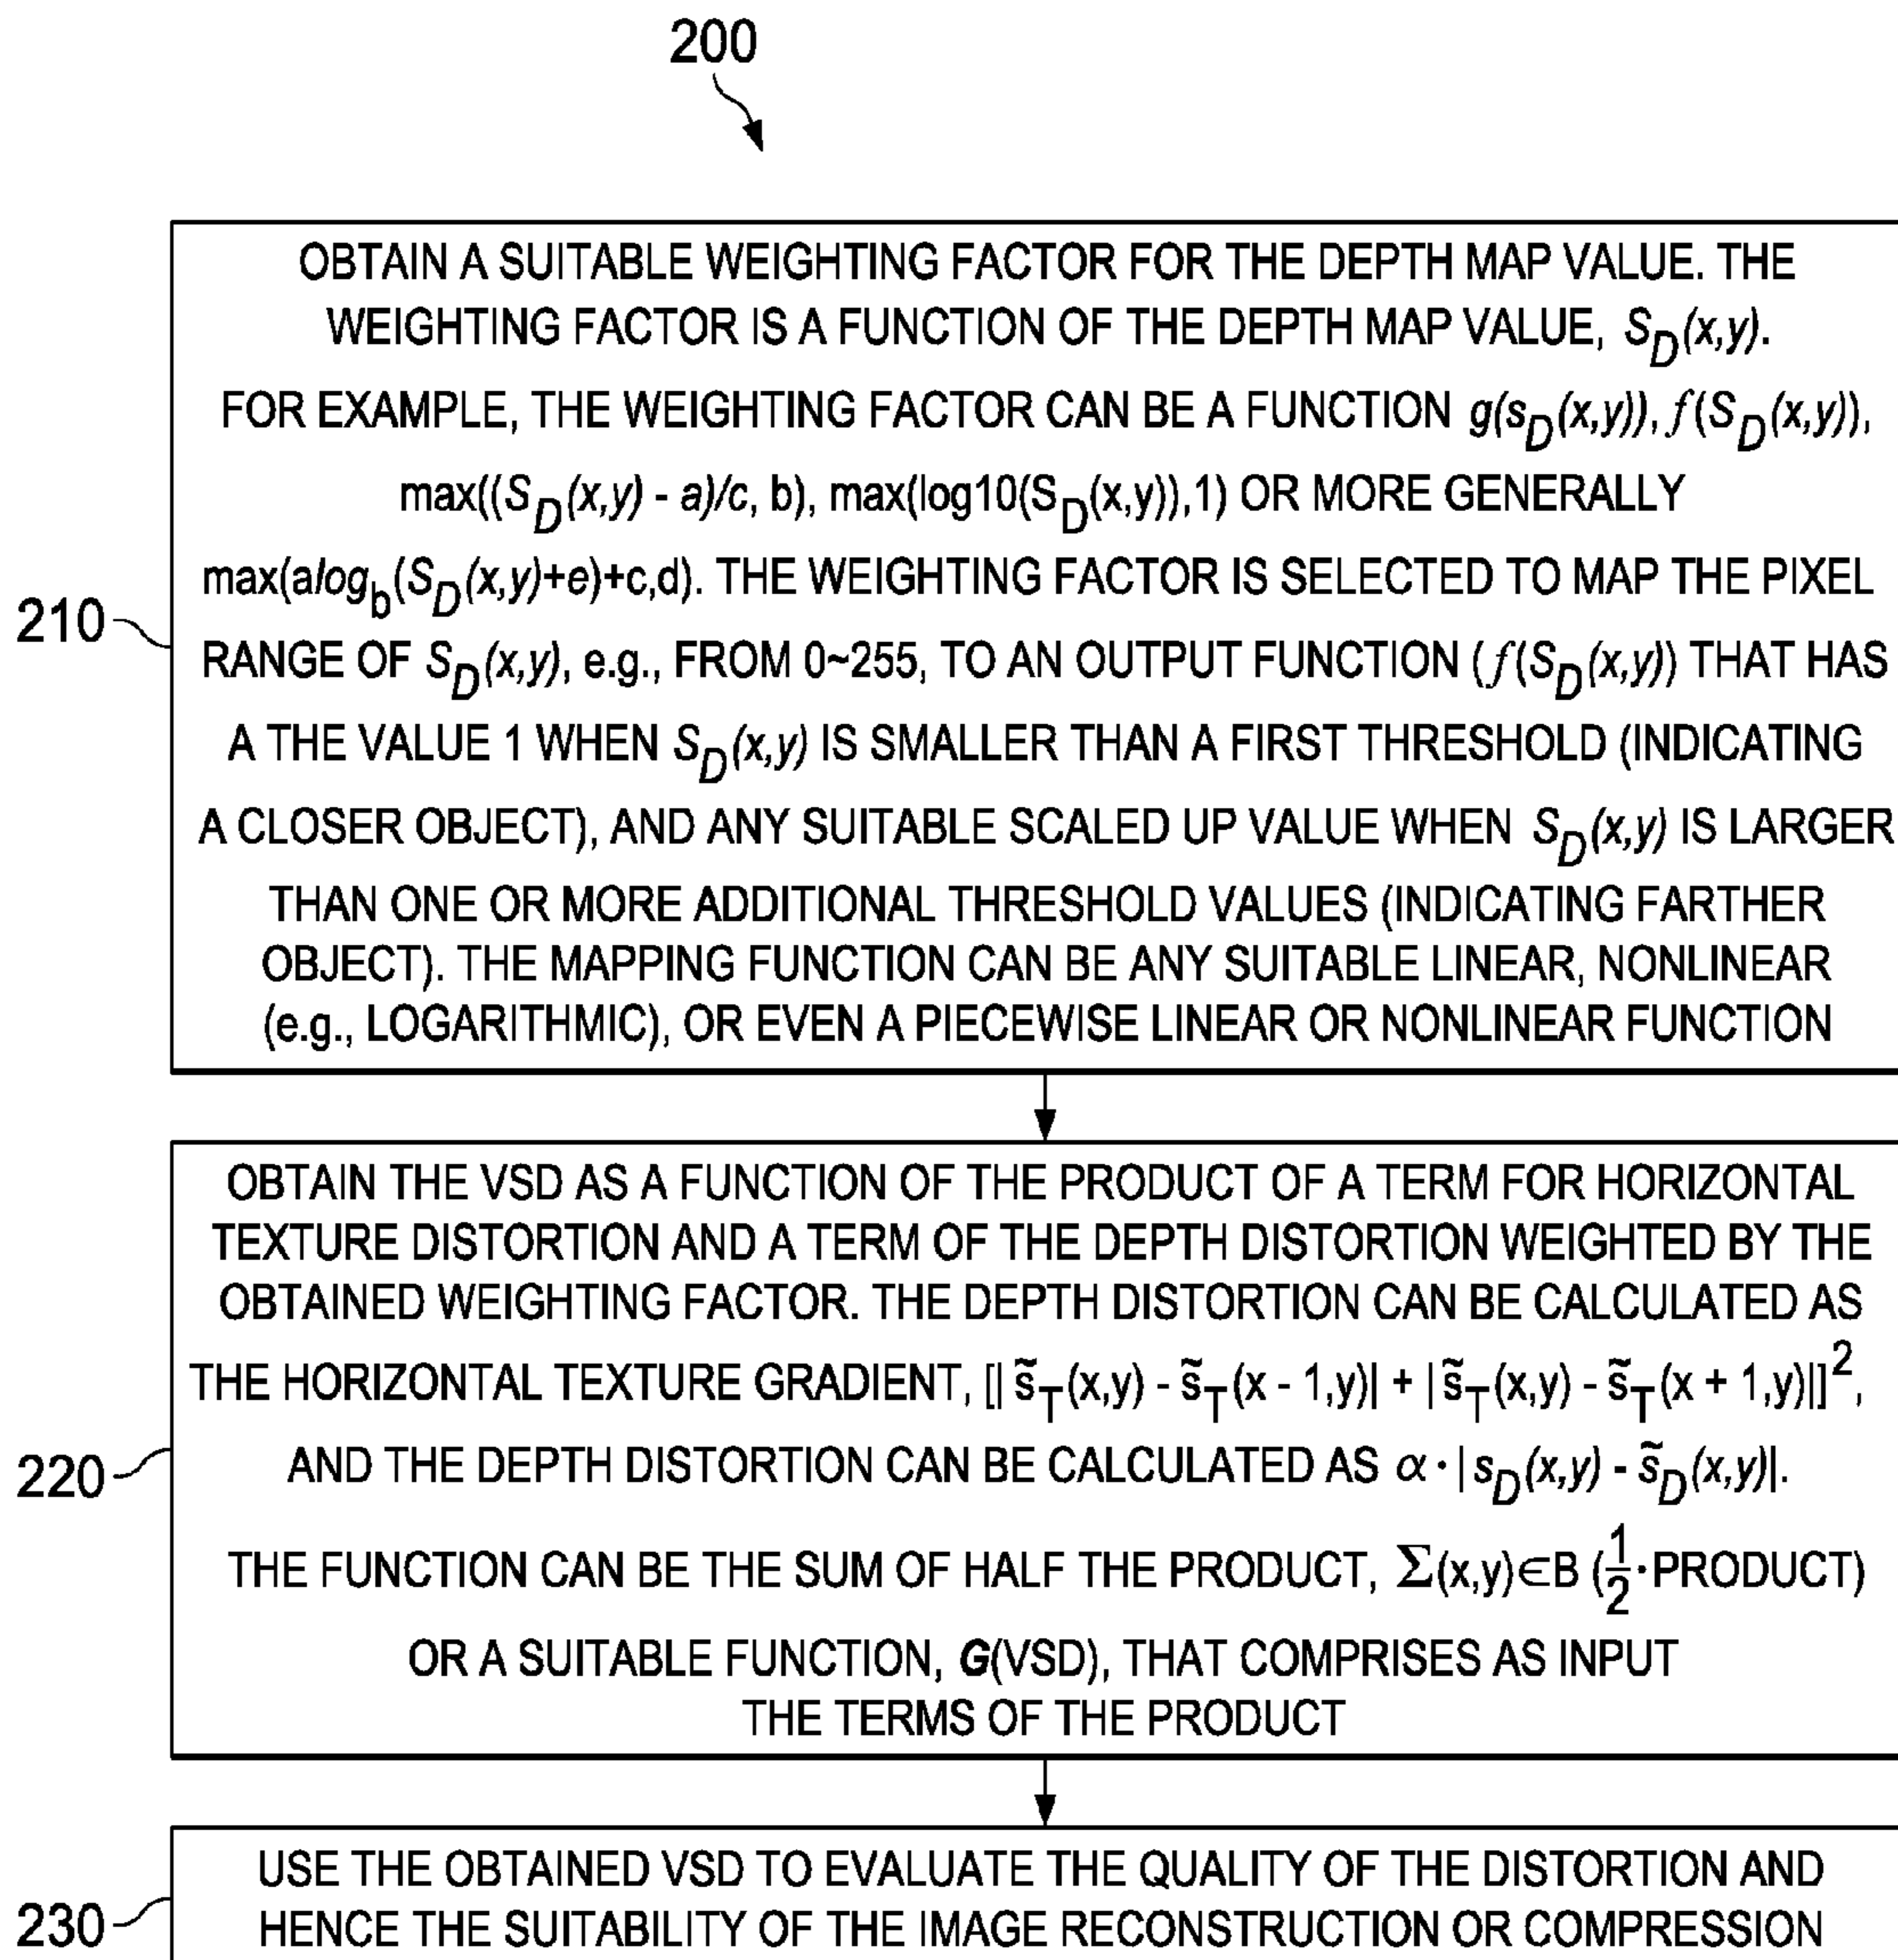 200
OBTAIN A SUITABLE WEIGHTING FACTOR FOR THE DEPTH MAP VALUE. THE
WEIGHTING FACTOR IS A FUNCTION OF THE DEPTH MAP VALUE, S_D(x,y).
FOR EXAMPLE, THE WEIGHTING FACTOR CAN BE A FUNCTION g(s_D(x,y)), f(S_D(x,y)),
max((S_D(x,y) - a)/c, b), max(log10(S_D(x,y)),1) OR MORE GENERALLY
max(alog_b(S_D(x,y)+e)+c,d). THE WEIGHTING FACTOR IS SELECTED TO MAP THE PIXEL
210
RANGE OF S_D(x,y), e.g., FROM 0~255, TO AN OUTPUT FUNCTION (f(S_D(x,y)) THAT HAS
A THE VALUE 1 WHEN S_D(x,y) IS SMALLER THAN A FIRST THRESHOLD (INDICATING
A CLOSER OBJECT), AND ANY SUITABLE SCALED UP VALUE WHEN S_D(x,y) IS LARGER
THAN ONE OR MORE ADDITIONAL THRESHOLD VALUES (INDICATING FARTHER
OBJECT). THE MAPPING FUNCTION CAN BE ANY SUITABLE LINEAR, NONLINEAR
(e.g., LOGARITHMIC), OR EVEN A PIECEWISE LINEAR OR NONLINEAR FUNCTION
OBTAIN THE VSD AS A FUNCTION OF THE PRODUCT OF A TERM FOR HORIZONTAL
TEXTURE DISTORTION AND A TERM OF THE DEPTH DISTORTION WEIGHTED BY THE
OBTAINED WEIGHTING FACTOR. THE DEPTH DISTORTION CAN BE CALCULATED AS
THE HORIZONTAL TEXTURE GRADIENT, [| s̃_T(x,y) - s̃_T(x - 1,y)| + | s̃_T(x,y) - s̃_T(x + 1,y)|]²,
220
AND THE DEPTH DISTORTION CAN BE CALCULATED AS α · | s_D(x,y) - s̃_D(x,y)|.
THE FUNCTION CAN BE THE SUM OF HALF THE PRODUCT, Σ(x,y)∈B (1/2·PRODUCT)
OR A SUITABLE FUNCTION, G(VSD), THAT COMPRISES AS INPUT
THE TERMS OF THE PRODUCT
USE THE OBTAINED VSD TO EVALUATE THE QUALITY OF THE DISTORTION AND
230
HENCE THE SUITABILITY OF THE IMAGE RECONSTRUCTION OR COMPRESSION